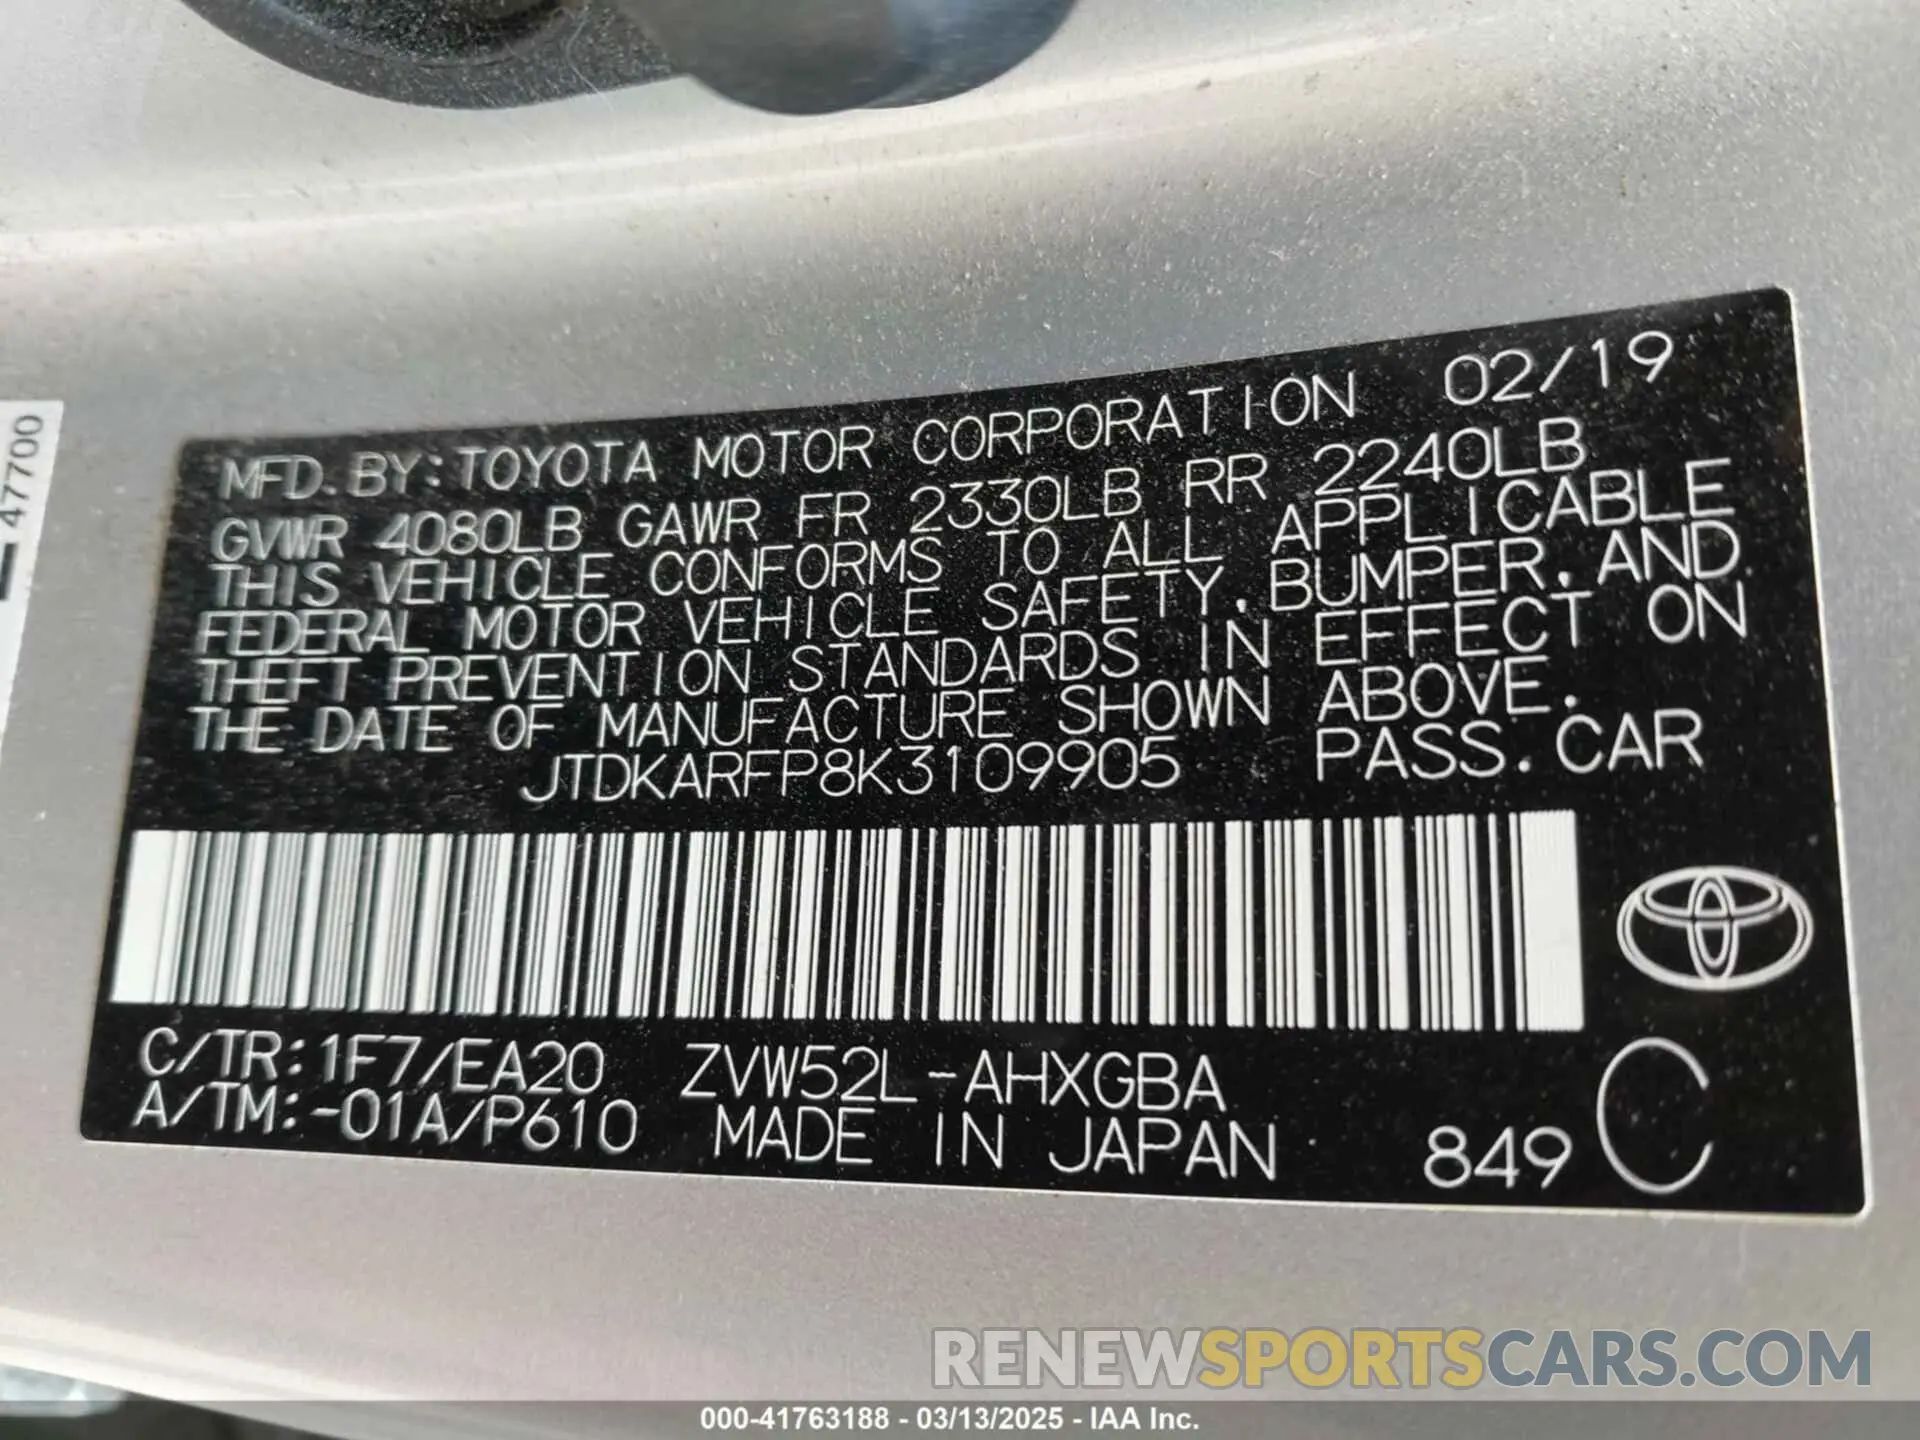 47700
MFD. BY: TOYOTA MOTOR CORPORATION 02/19
GVWR 4080LB GAWR FR 2330LB RR 2240LB
THIS VEHICLE CONFORMS TO ALL APPLICABLE
FEDERAL MOTOR VEHICLE SAFETY, BUMPER, AND
THEFT PREVENTION STANDARDS IN EFFECT ON
THE DATE OF MANUFACTURE SHOWN ABOVE.
JTDKARFP8K3109905 PASS. CAR
C/TR: 1F7/EA20 ZVW52L-AHXGBA
A/TM:-01A/P610 MADE IN JAPAN 849 C
RENEWSPORTSCARS.COM
000-41763188 - 03/13/2025 - IAA Inc.